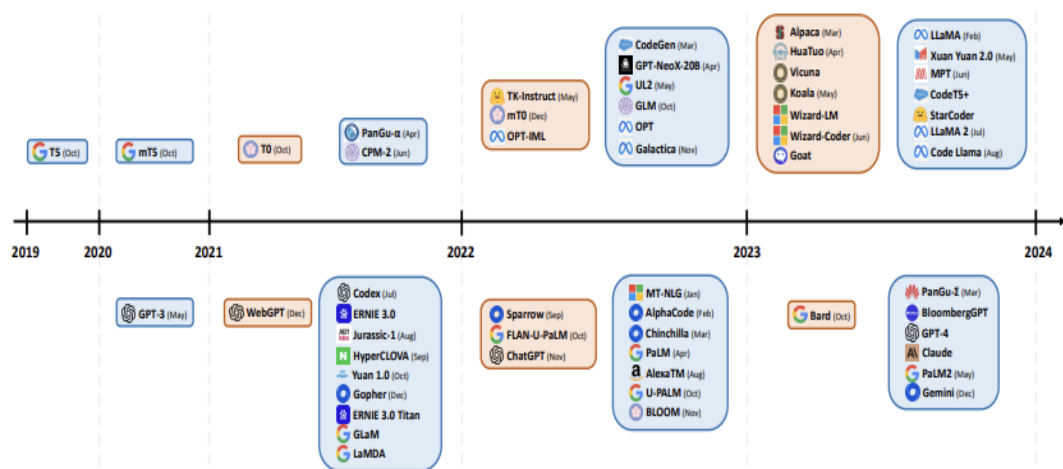 T5 (Oct)
mT5 (Oct)
T0 (Oct)
PanGu-α (Apr)
CPM-2 (Jun)
TK-Instruct (May)
mT0 (Dec)
OPT-IML
CodeGen (Mar)
GPT-NeoX-20B (Apr)
UL2 (May)
GLM (Oct)
OPT
Galactica (Nov)
Alpaca (Mar)
HuaTuo (Apr)
Vicuna
Koala (May)
Wizard-LM
Wizard-Coder (Jun)
Goat
LLaMA (Feb)
Xuan Yuan 2.0 (May)
MPT (Jun)
CodeT5+
StarCoder
LLaMA 2 (Jul)
Code Llama (Aug)
2019
2020
2021
2022
2023
2024
GPT-3 (May)
WebGPT (Dec)
Codex (Jul)
ERNIE 3.0
Jurassic-1 (Aug)
HyperCLOVA (Sep)
Yuan 1.0 (Oct)
Gopher (Dec)
ERNIE 3.0 Titan
GLaM
LaMDA
Sparrow (Sep)
FLAN-U-PaLM (Oct)
ChatGPT (Nov)
MT-NLG (Jan)
AlphaCode (Feb)
Chinchilla (Mar)
PaLM (Apr)
AlexaTM (Aug)
U-PALM (Oct)
BLOOM (Nov)
Bard (Oct)
PanGu-Σ (Mar)
BloombergGPT
GPT-4
Claude
PaLM2 (May)
Gemini (Dec)